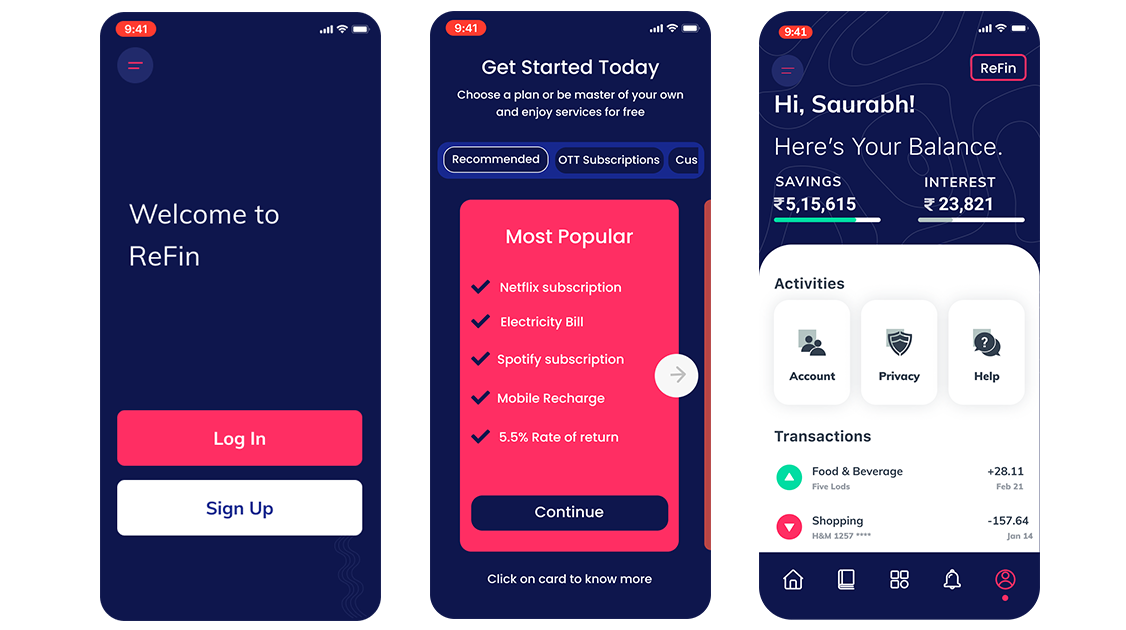 9:41
Welcome to
ReFin
Log In
Sign Up
9:41
Get Started Today
Choose a plan or be master of your own
and enjoy services for free
Recommended
OTT Subscriptions
Cus
Most Popular
Netflix subscription
Electricity Bill
Spotify subscription
Mobile Recharge
5.5% Rate of return
Continue
Click on card to know more
9:41
ReFin
Hi, Saurabh!
Here's Your Balance.
SAVINGS
₹5,15,615
INTEREST
₹ 23,821
Activities
Account
Privacy
? Help
Transactions
Food & Beverage
+28.11
Five Lods
Feb 21
Shopping
-157.64
H&M 1257 ****
Jan 14